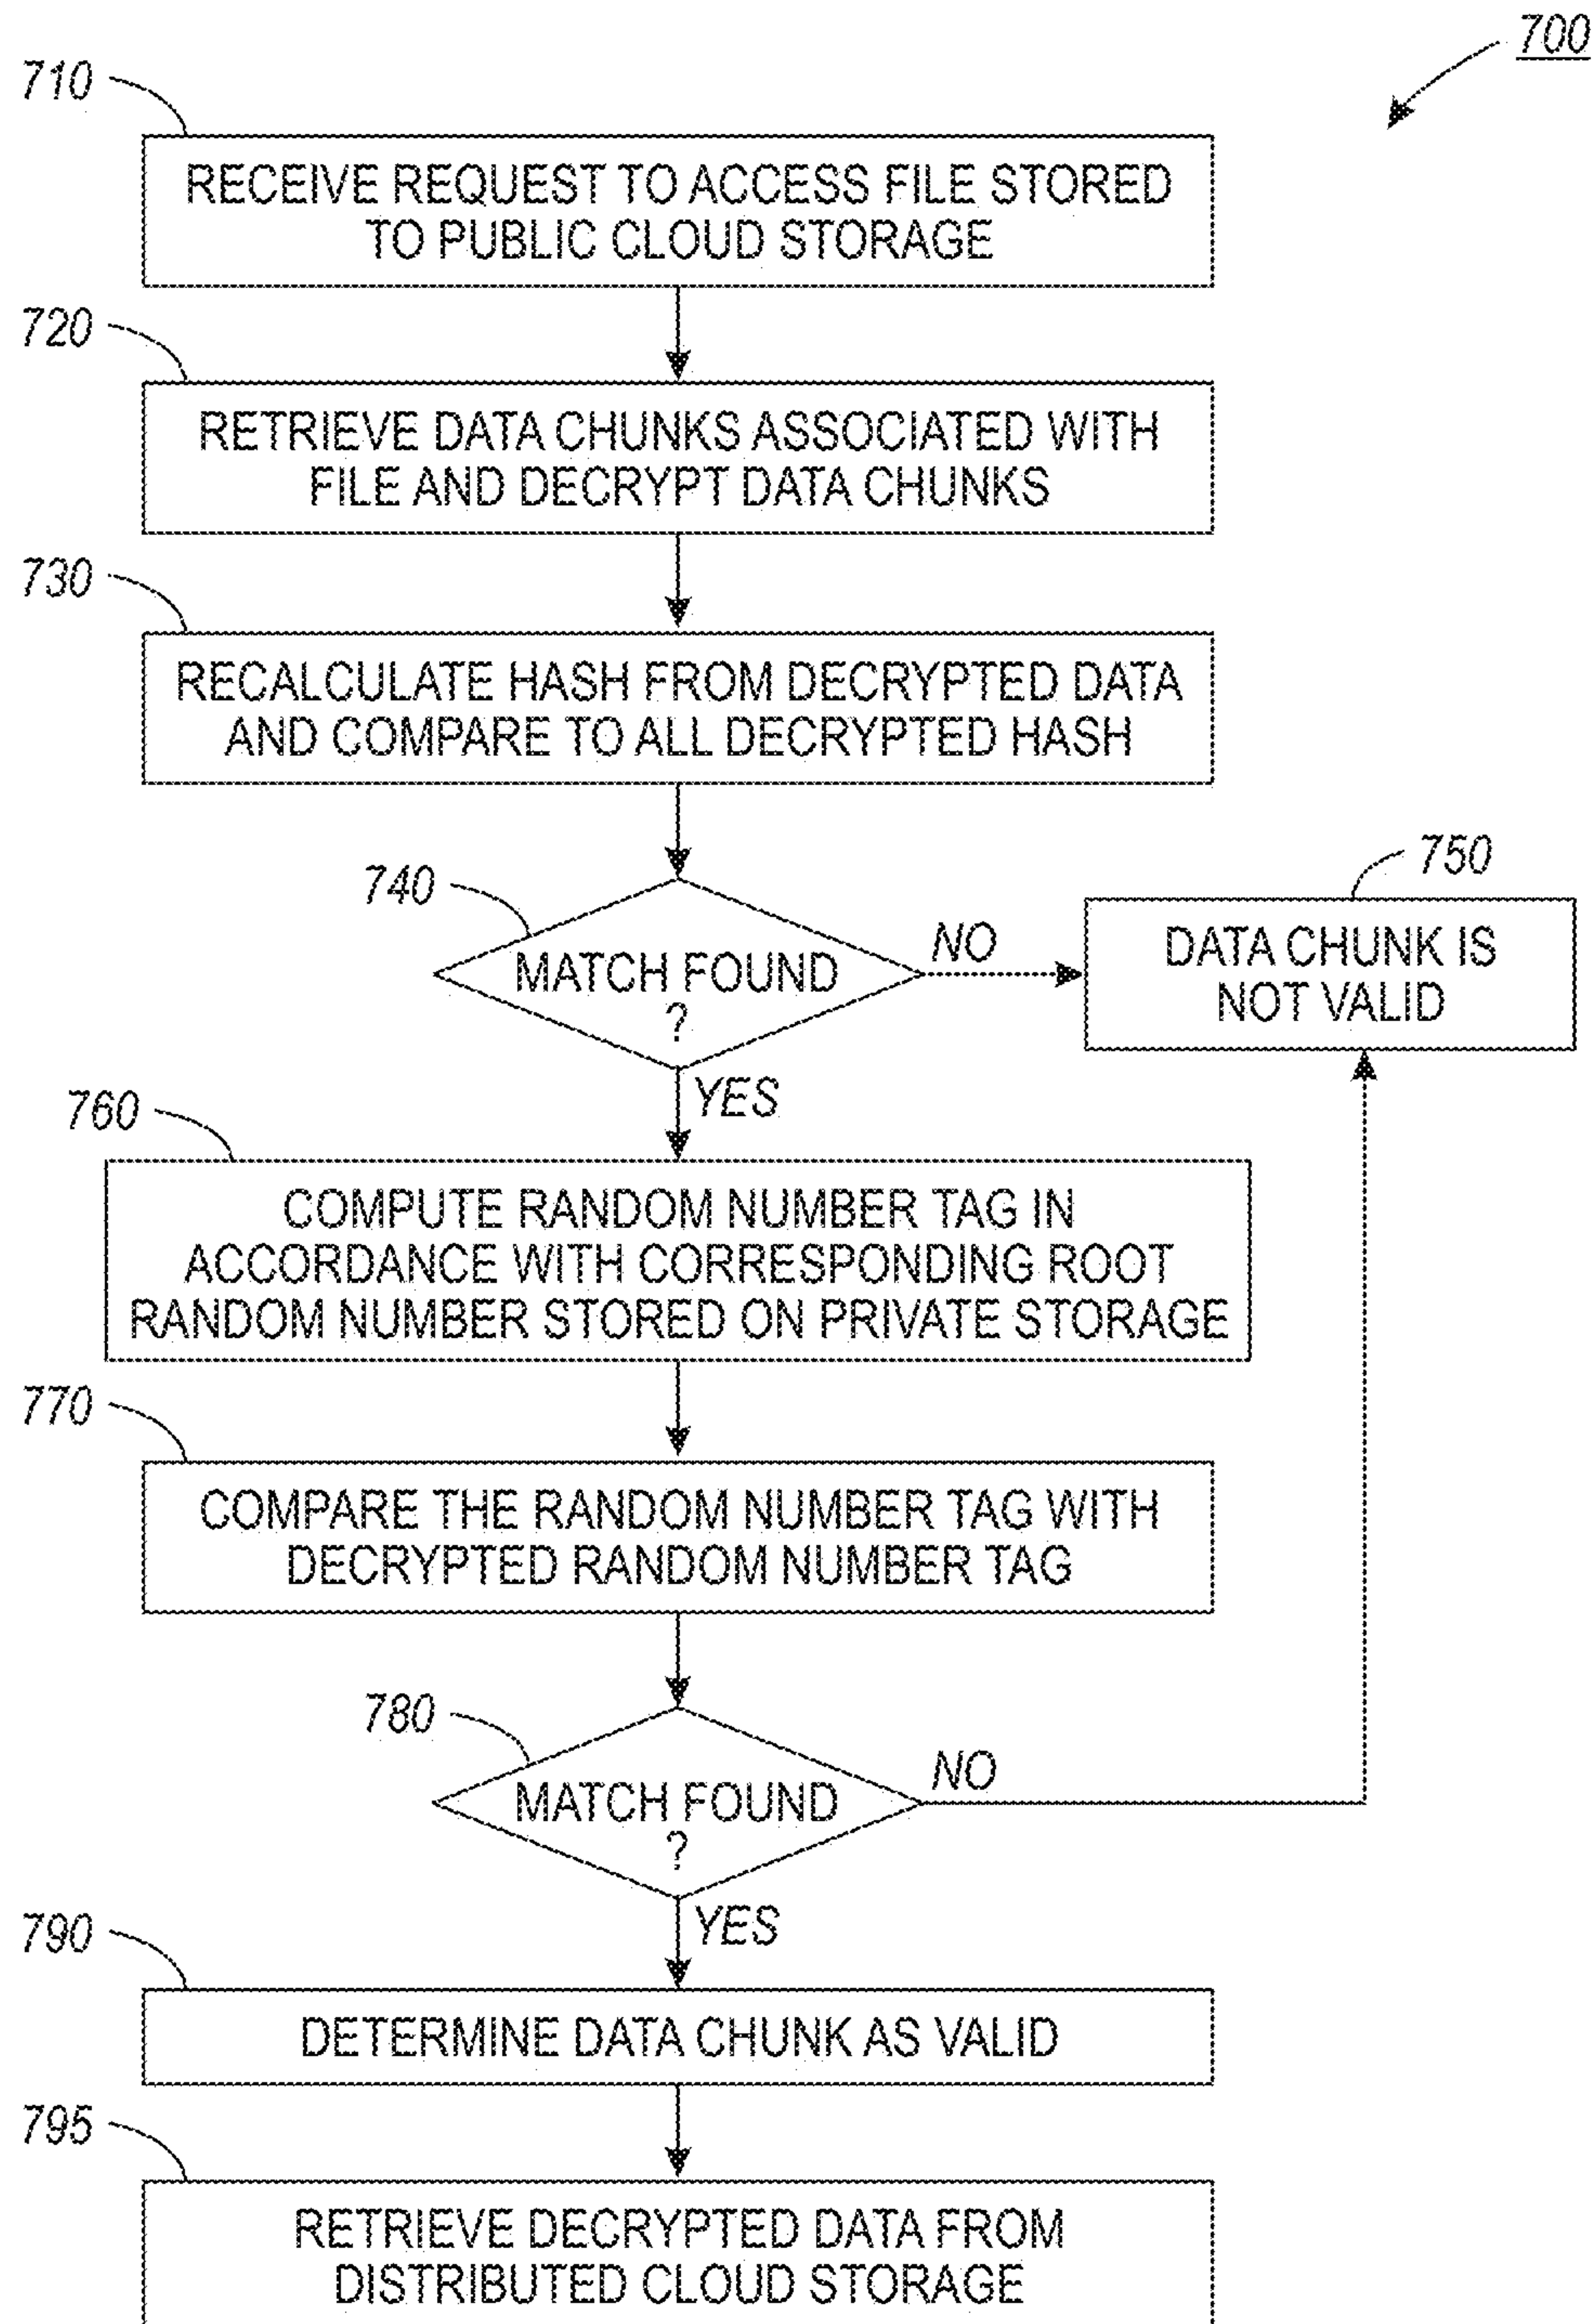 700
710
RECEIVE REQUEST TO ACCESS FILE STORED
TO PUBLIC CLOUD STORAGE
720
RETRIEVE DATA CHUNKS ASSOCIATED WITH
FILE AND DECRYPT DATA CHUNKS
730
RECALCULATE HASH FROM DECRYPTED DATA
AND COMPARE TO ALL DECRYPTED HASH
740
MATCH FOUND
?
NO
750
DATA CHUNK IS
NOT VALID
YES
760
COMPUTE RANDOM NUMBER TAG IN
ACCORDANCE WITH CORRESPONDING ROOT
RANDOM NUMBER STORED ON PRIVATE STORAGE
770
COMPARE THE RANDOM NUMBER TAG WITH
DECRYPTED RANDOM NUMBER TAG
780
MATCH FOUND
?
NO
YES
790
DETERMINE DATA CHUNK AS VALID
795
RETRIEVE DECRYPTED DATA FROM
DISTRIBUTED CLOUD STORAGE